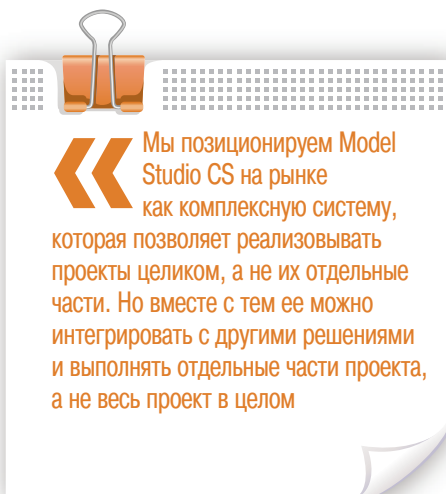 « Мы позиционируем Model
Studio CS на рынке
как комплексную систему,
которая позволяет реализовывать
проекты целиком, а не их отдельные
части. Но вместе с тем ее можно
интегрировать с другими решениями
и выполнять отдельные части проекта,
а не весь проект в целом